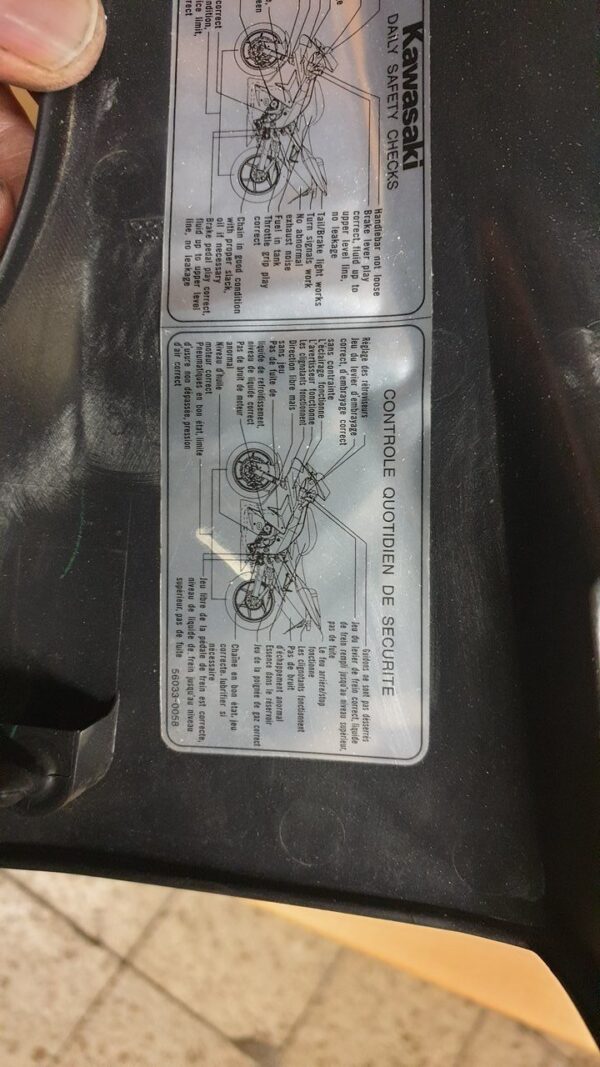 Kawasaki
DAILY SAFETY CHECKS
correct
ndition,
ice limit,
rrect
Handlebar not loose
Brake lever play
correct, fluid up to
upper level line,
no leakage
Tail/Brake light works
Turn signals work
No abnormal
exhaust noise
Fuel in tank
Throttle grip play
correct
Chain in good condition
with proper slack,
oil if necessary
Brake pedal play correct,
fluid up to upper level
line, no leakage
CONTROLE QUOTIDIEN DE SECURITE
Réglage des rétroviseurs
Jeu du levier d'embrayage
correct, d'embrayage correct
sans contrainte
L'éclairage fonctionne
L'avertisseur fonctionne
Les clignotants fonctionnent
Direction libre mais
sans jeu
Pas de fuite de
liquide de refroidissement,
niveau de liquide correct
Pas de bruit de moteur
anormal
Niveau d'huile
moteur correct
Pneumatiques en bon état, limite
d'usure non dépassée, pression
d'air correct
Guidons ne sont pas desserrés
Jeu du levier de frein correct, liquide
de frein rempli jusqu'au niveau supérieur,
pas de fuite
Le feu arrière/stop
fonctionne
Les clignotants fonctionnent
Pas de bruit
d'échappement anormal
Essence dans le réservoir
Jeu de la poignée de gaz correct
Chaîne en bon état, jeu
correcte, lubrifier si
nécessaire
Jeu libre de la pédale de frein est correcte,
niveau de liquide de frein jusqu'au niveau
supérieur, pas de fuite
56033-0058